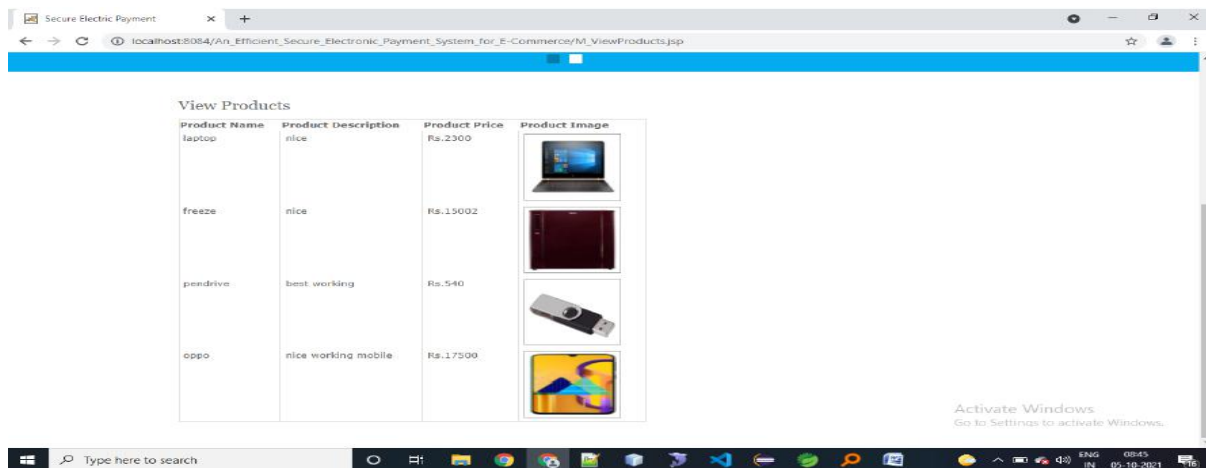 Secure Electric Payment
localhost:8084/An_Efficient_Secure_Electronic_Payment_System_for_E-Commerce/M_ViewProducts.jsp
View Products
Product Name Product Description Product Price Product Image
laptop nice Rs.2300
freeze nice Rs.15002
pendrive best working Rs.540
oppo nice working mobile Rs.17500
Activate Windows
Go to Settings to activate Windows.
Type here to search
ENG 08:45
IN 05-10-2021
16